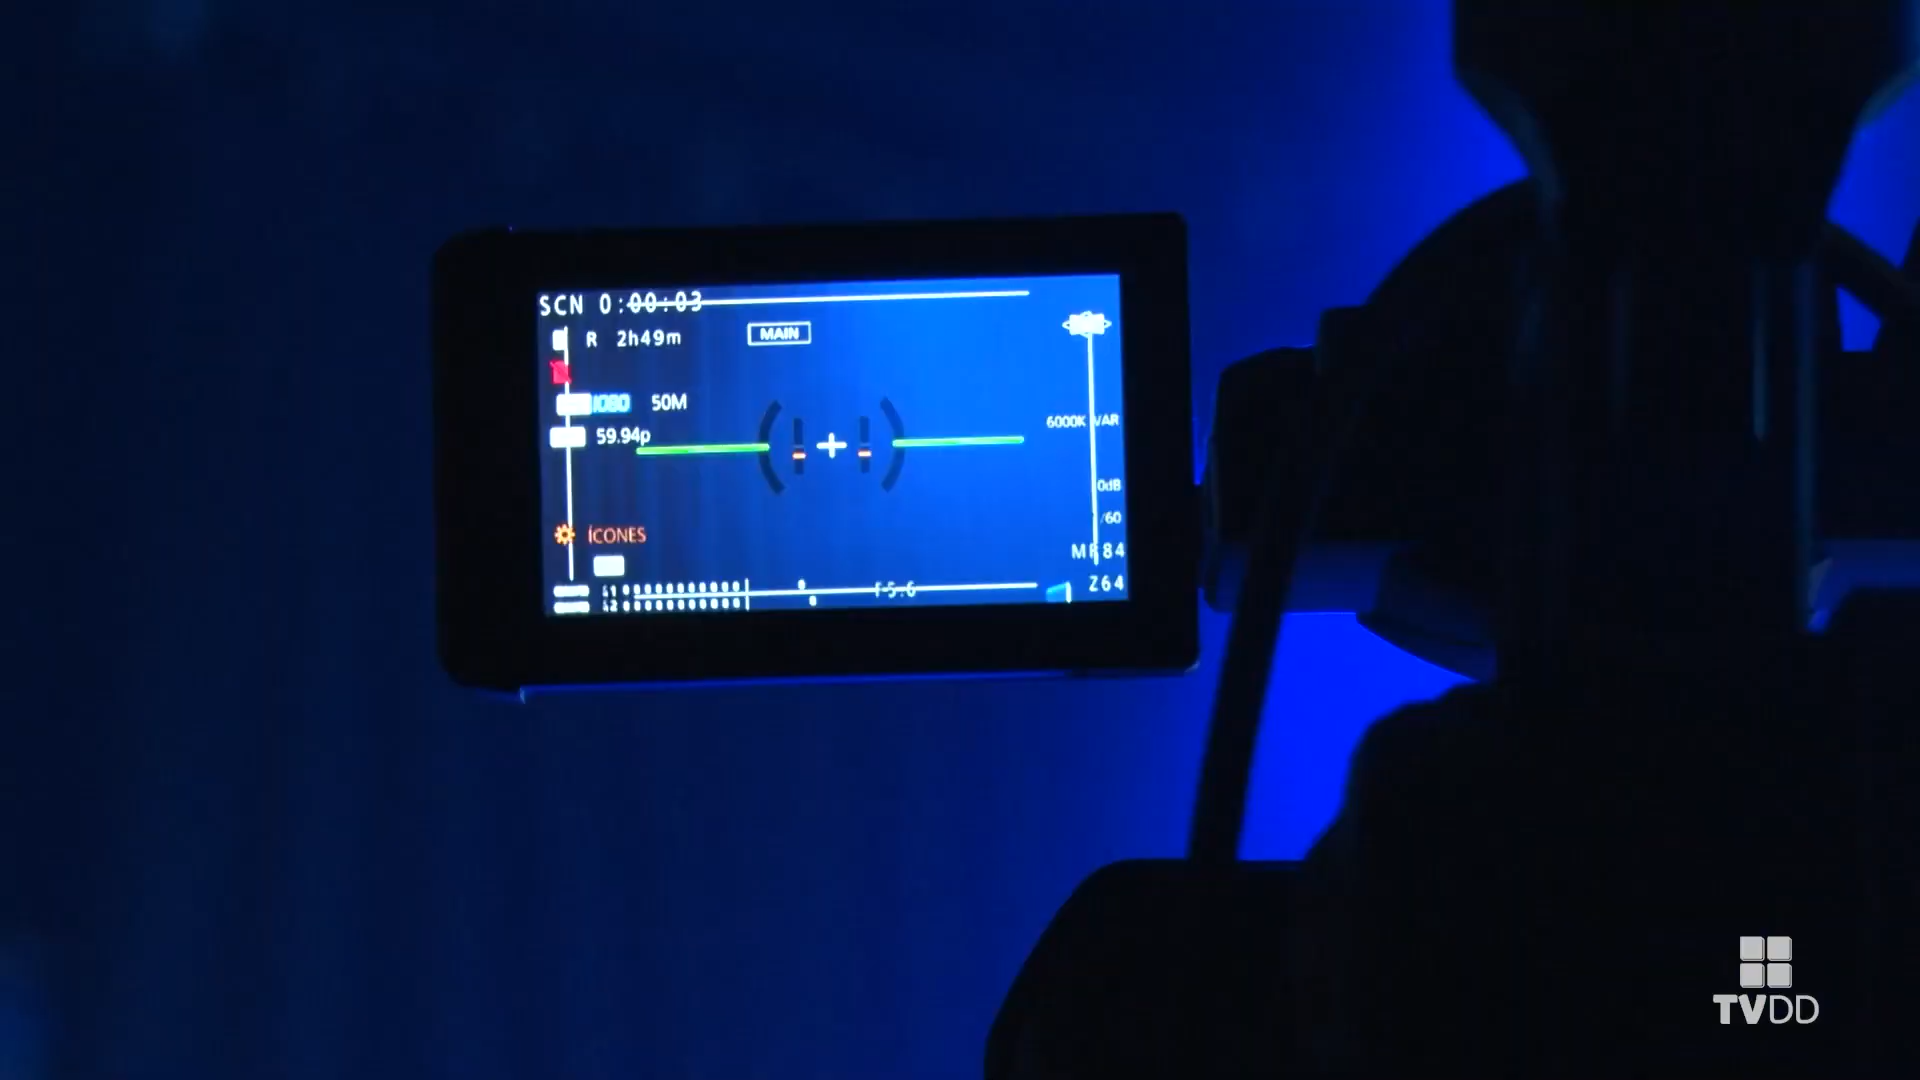 SCN 0:00:03
R 2h49m
MAIN
1080 50M
59.94p
6000K VAR
0dB
/60
ÍCONES
MF84
Z64
F5.6
TVDD